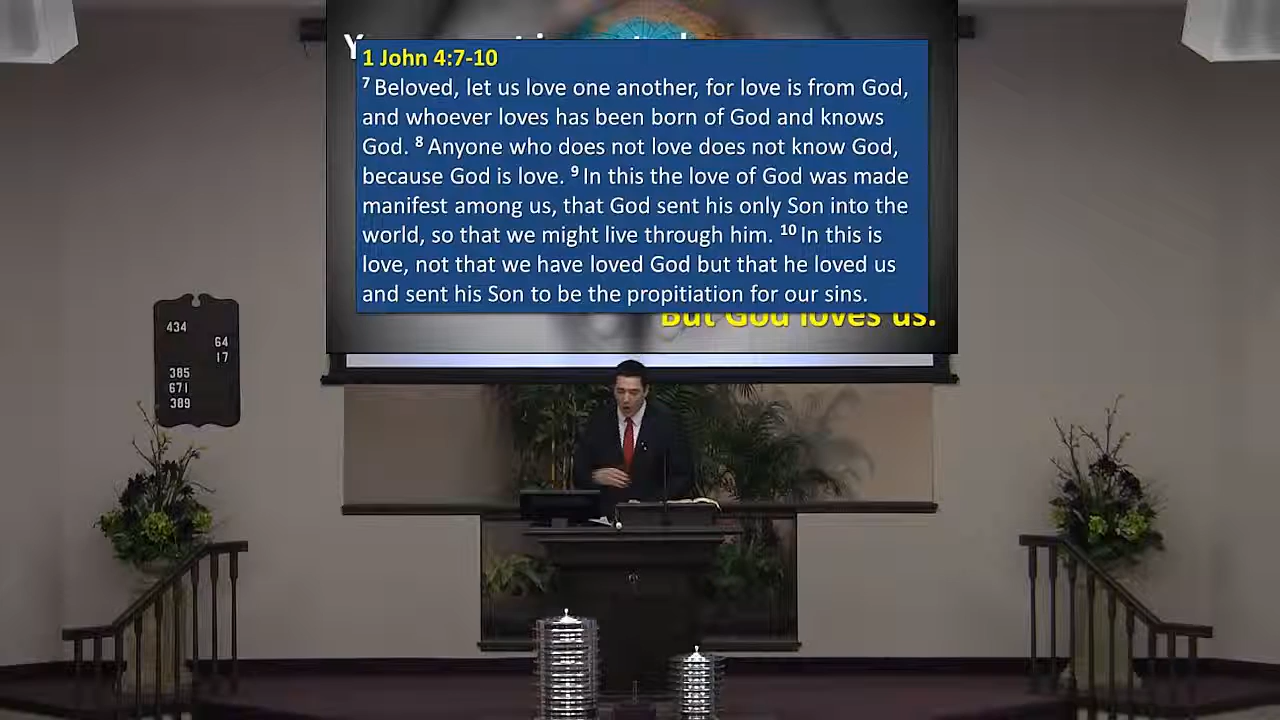 1 John 4:7-10
7 Beloved, let us love one another, for love is from God,
and whoever loves has been born of God and knows
God. 8 Anyone who does not love does not know God,
because God is love. 9 In this the love of God was made
manifest among us, that God sent his only Son into the
world, so that we might live through him. 10 In this is
love, not that we have loved God but that he loved us
and sent his Son to be the propitiation for our sins.
But God loves us.
434
64
17
385
671
389